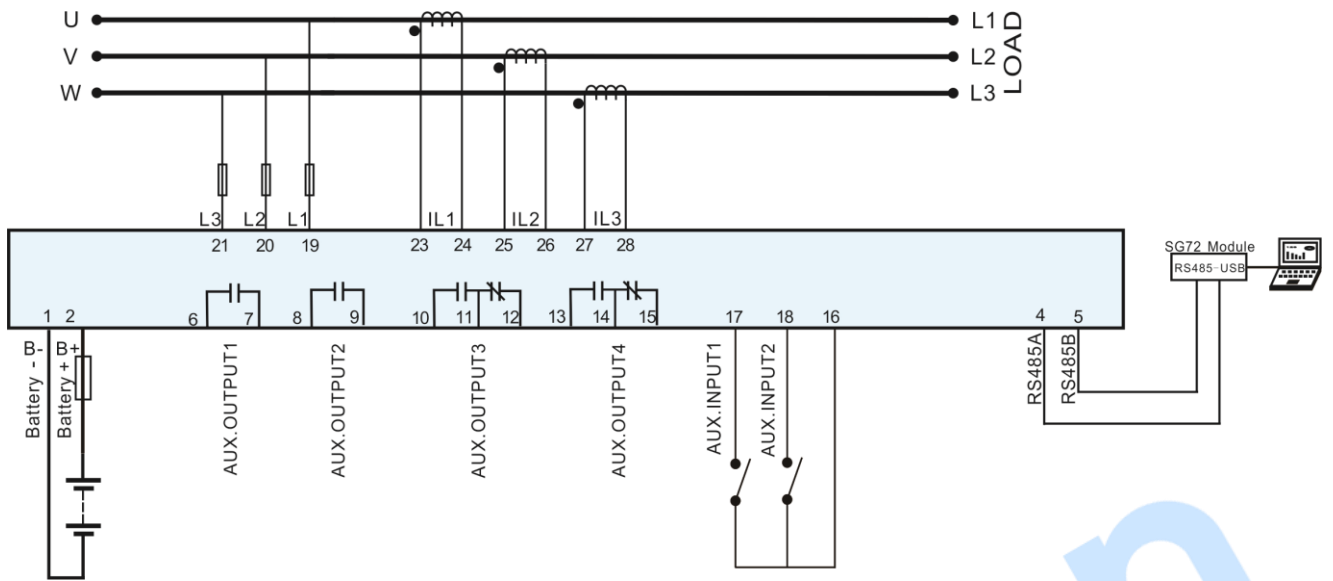 U
L1
V
L2
W
L3
LOAD
L3 L2 L1 IL1 IL2 IL3
21 20 19 23 24 25 26 27 28
SG72 Module
RS485-USB
1 2 6 7 8 9 10 11 12 13 14 15 17 18 16 4 5
B-
Battery -
B+
Battery +
AUX.OUTPUT1
AUX.OUTPUT2
AUX.OUTPUT3
AUX.OUTPUT4
AUX.INPUT1
AUX.INPUT2
RS485A
RS485B